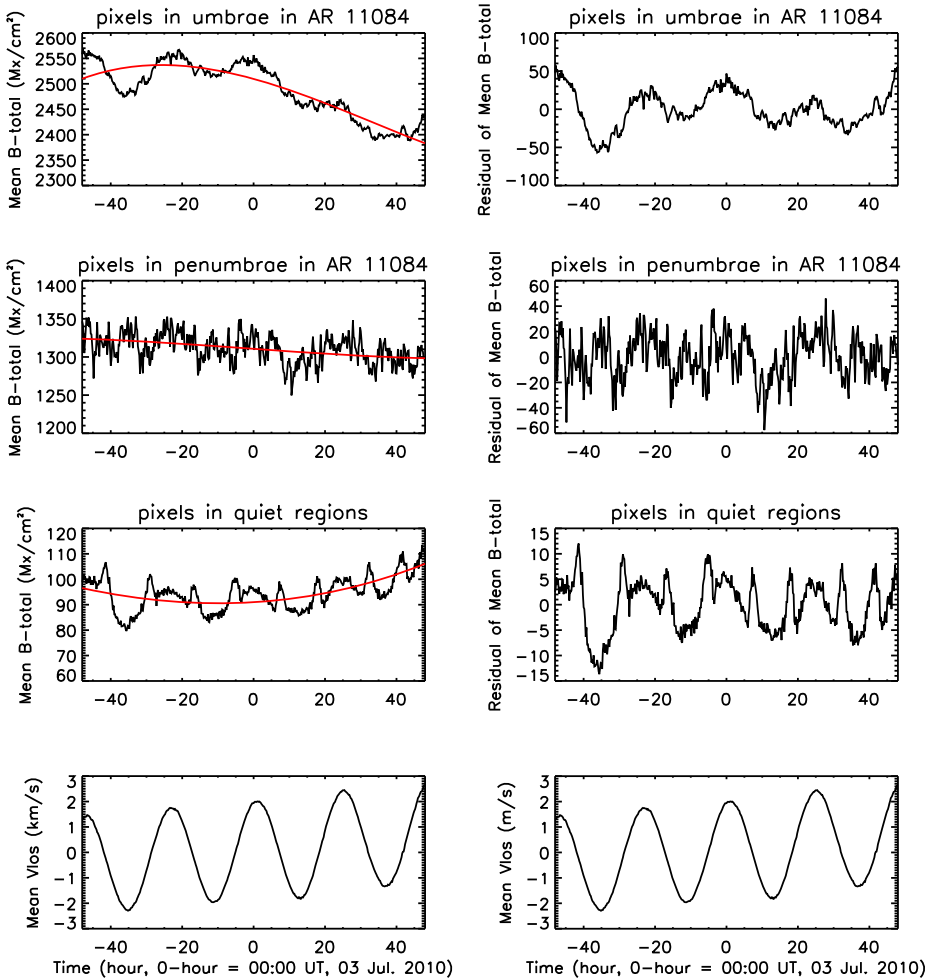 pixels in umbrae in AR 11084
Mean B-total (Mx/cm²)
2600
2550
2500
2450
2400
2350
2300
-40 -20 0 20 40
pixels in umbrae in AR 11084
Residual of Mean B-total
100
50
0
-50
-100
-40 -20 0 20 40
pixels in penumbrae in AR 11084
Mean B-total (Mx/cm²)
1400
1350
1300
1250
1200
-40 -20 0 20 40
pixels in penumbrae in AR 11084
Residual of Mean B-total
60
40
20
0
-20
-40
-60
-40 -20 0 20 40
pixels in quiet regions
Mean B-total (Mx/cm²)
120
110
100
90
80
70
60
-40 -20 0 20 40
pixels in quiet regions
Residual of Mean B-total
15
10
5
0
-5
-10
-15
-40 -20 0 20 40
Mean Vlos (km/s)
3
2
1
0
-1
-2
-3
-40 -20 0 20 40
Time (hour, 0-hour = 00:00 UT, 03 Jul. 2010)
Mean Vlos (m/s)
3
2
1
0
-1
-2
-3
-40 -20 0 20 40
Time (hour, 0-hour = 00:00 UT, 03 Jul. 2010)